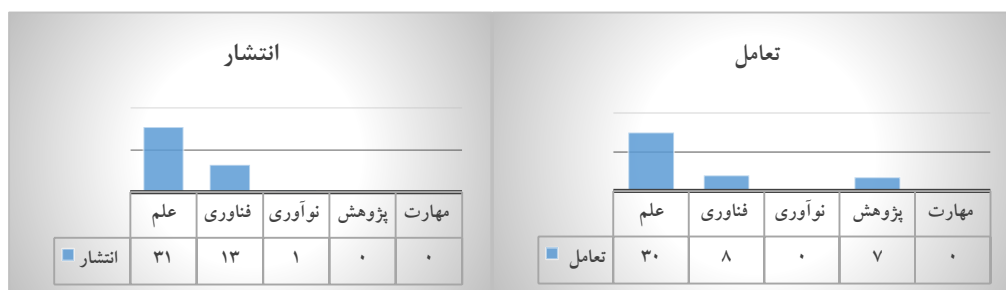 انتشار
علم فناوری نوآوری پژوهش مهارت
انتشار ۳۱ ۱۳ ۱ ۰ ۰
تعامل
علم فناوری نوآوری پژوهش مهارت
تعامل ۳۰ ۸ ۰ ۷ ۰